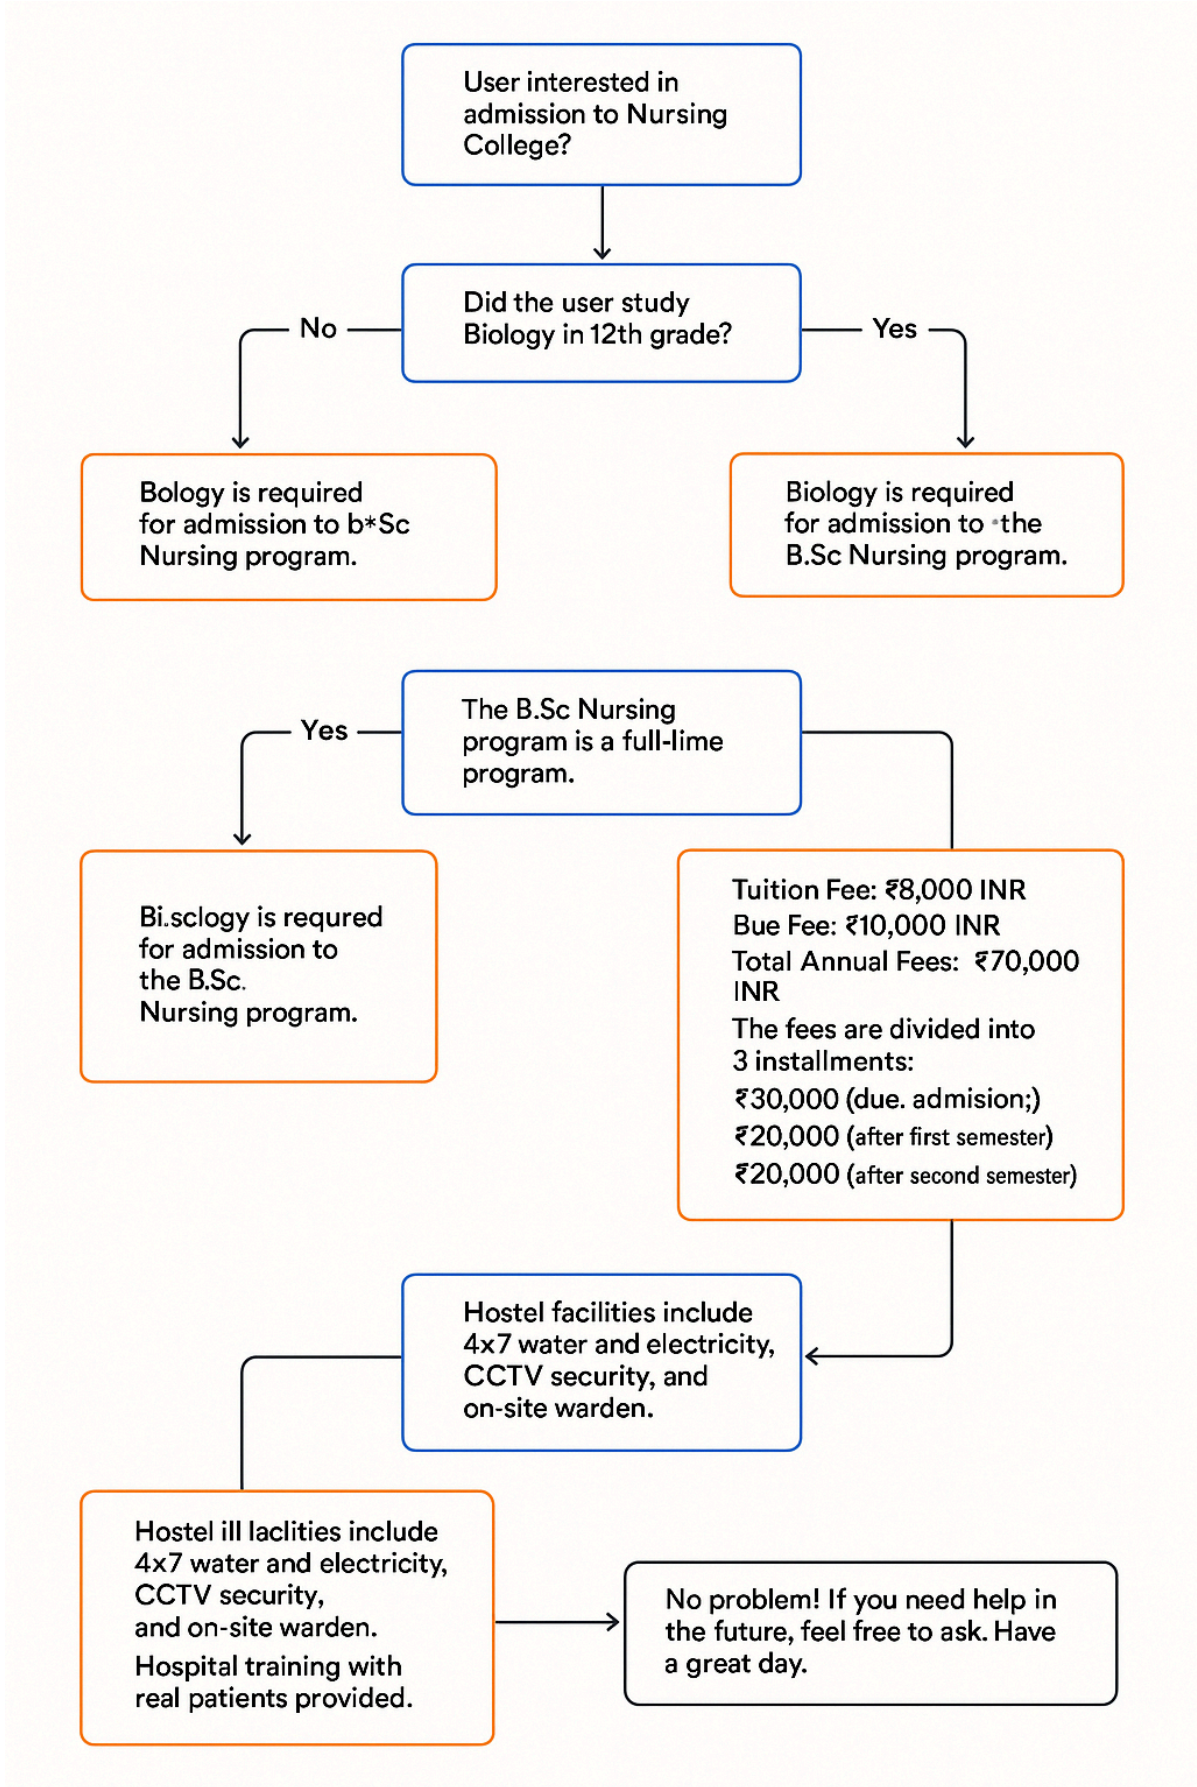 User interested in
admission to Nursing
College?
Did the user study
Biology in 12th grade?
No
Yes
Bology is required
for admission to b*Sc
Nursing program.
Biology is required
for admission to •the
B.Sc Nursing program.
The B.Sc Nursing
program is a full-lime
program.
Yes
Bi.sclogy is requred
for admission to
the B.Sc.
Nursing program.
Tuition Fee: ₹8,000 INR
Bue Fee: ₹10,000 INR
Total Annual Fees: ₹70,000
INR
The fees are divided into
3 installments:
₹30,000 (due. admision;)
₹20,000 (after first semester)
₹20,000 (after second semester)
Hostel facilities include
4x7 water and electricity,
CCTV security, and
on-site warden.
Hostel ill laclities include
4x7 water and electricity,
CCTV security,
and on-site warden.
Hospital training with
real patients provided.
No problem! If you need help in
the future, feel free to ask. Have
a great day.